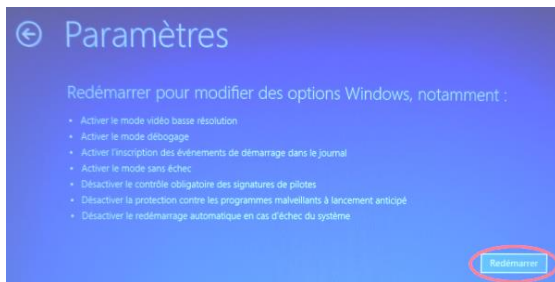 Paramètres
Redémarrer pour modifier des options Windows, notamment :
• Activer le mode vidéo basse résolution
• Activer le mode débogage
• Activer l'inscription des événements de démarrage dans le journal
• Activer le mode sans échec
• Désactiver le contrôle obligatoire des signatures de pilotes
• Désactiver la protection contre les programmes malveillants à lancement anticipé
• Désactiver le redémarrage automatique en cas d'échec du système
Redémarrer